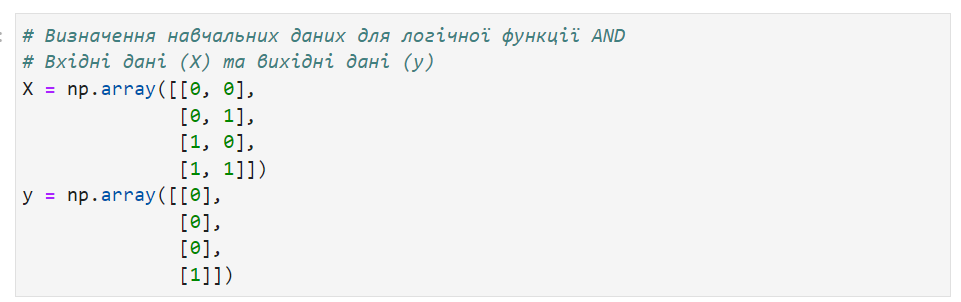 # Визначення навчальних даних для логічної функції AND
# Вхідні дані (X) та вихідні дані (y)
X = np.array([[0, 0],
              [0, 1],
              [1, 0],
              [1, 1]])
y = np.array([[0],
              [0],
              [0],
              [1]])